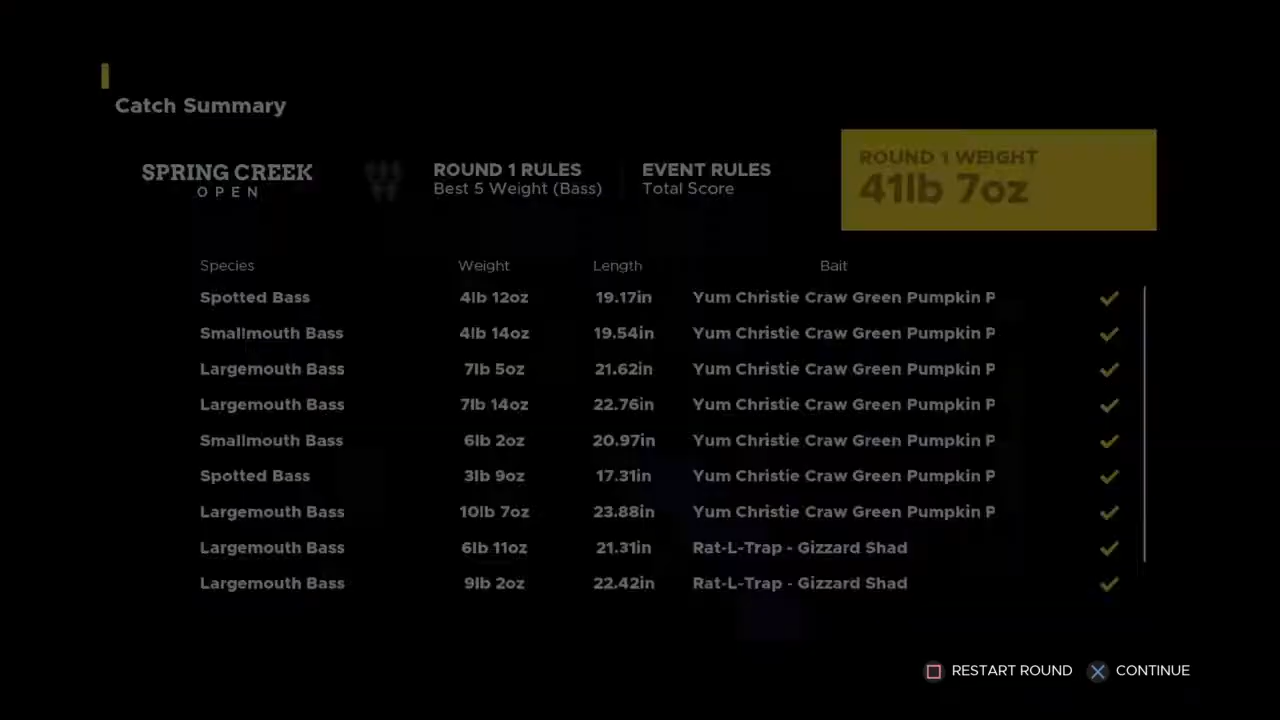 Catch Summary
SPRING CREEK
OPEN
ROUND 1 RULES
Best 5 Weight (Bass)
EVENT RULES
Total Score
ROUND 1 WEIGHT
41lb 7oz
Species Weight Length Bait
Spotted Bass 4lb 12oz 19.17in Yum Christie Craw Green Pumpkin P
Smallmouth Bass 4lb 14oz 19.54in Yum Christie Craw Green Pumpkin P
Largemouth Bass 7lb 5oz 21.62in Yum Christie Craw Green Pumpkin P
Largemouth Bass 7lb 14oz 22.76in Yum Christie Craw Green Pumpkin P
Smallmouth Bass 6lb 2oz 20.97in Yum Christie Craw Green Pumpkin P
Spotted Bass 3lb 9oz 17.31in Yum Christie Craw Green Pumpkin P
Largemouth Bass 10lb 7oz 23.88in Yum Christie Craw Green Pumpkin P
Largemouth Bass 6lb 11oz 21.31in Rat-L-Trap - Gizzard Shad
Largemouth Bass 9lb 2oz 22.42in Rat-L-Trap - Gizzard Shad
RESTART ROUND CONTINUE